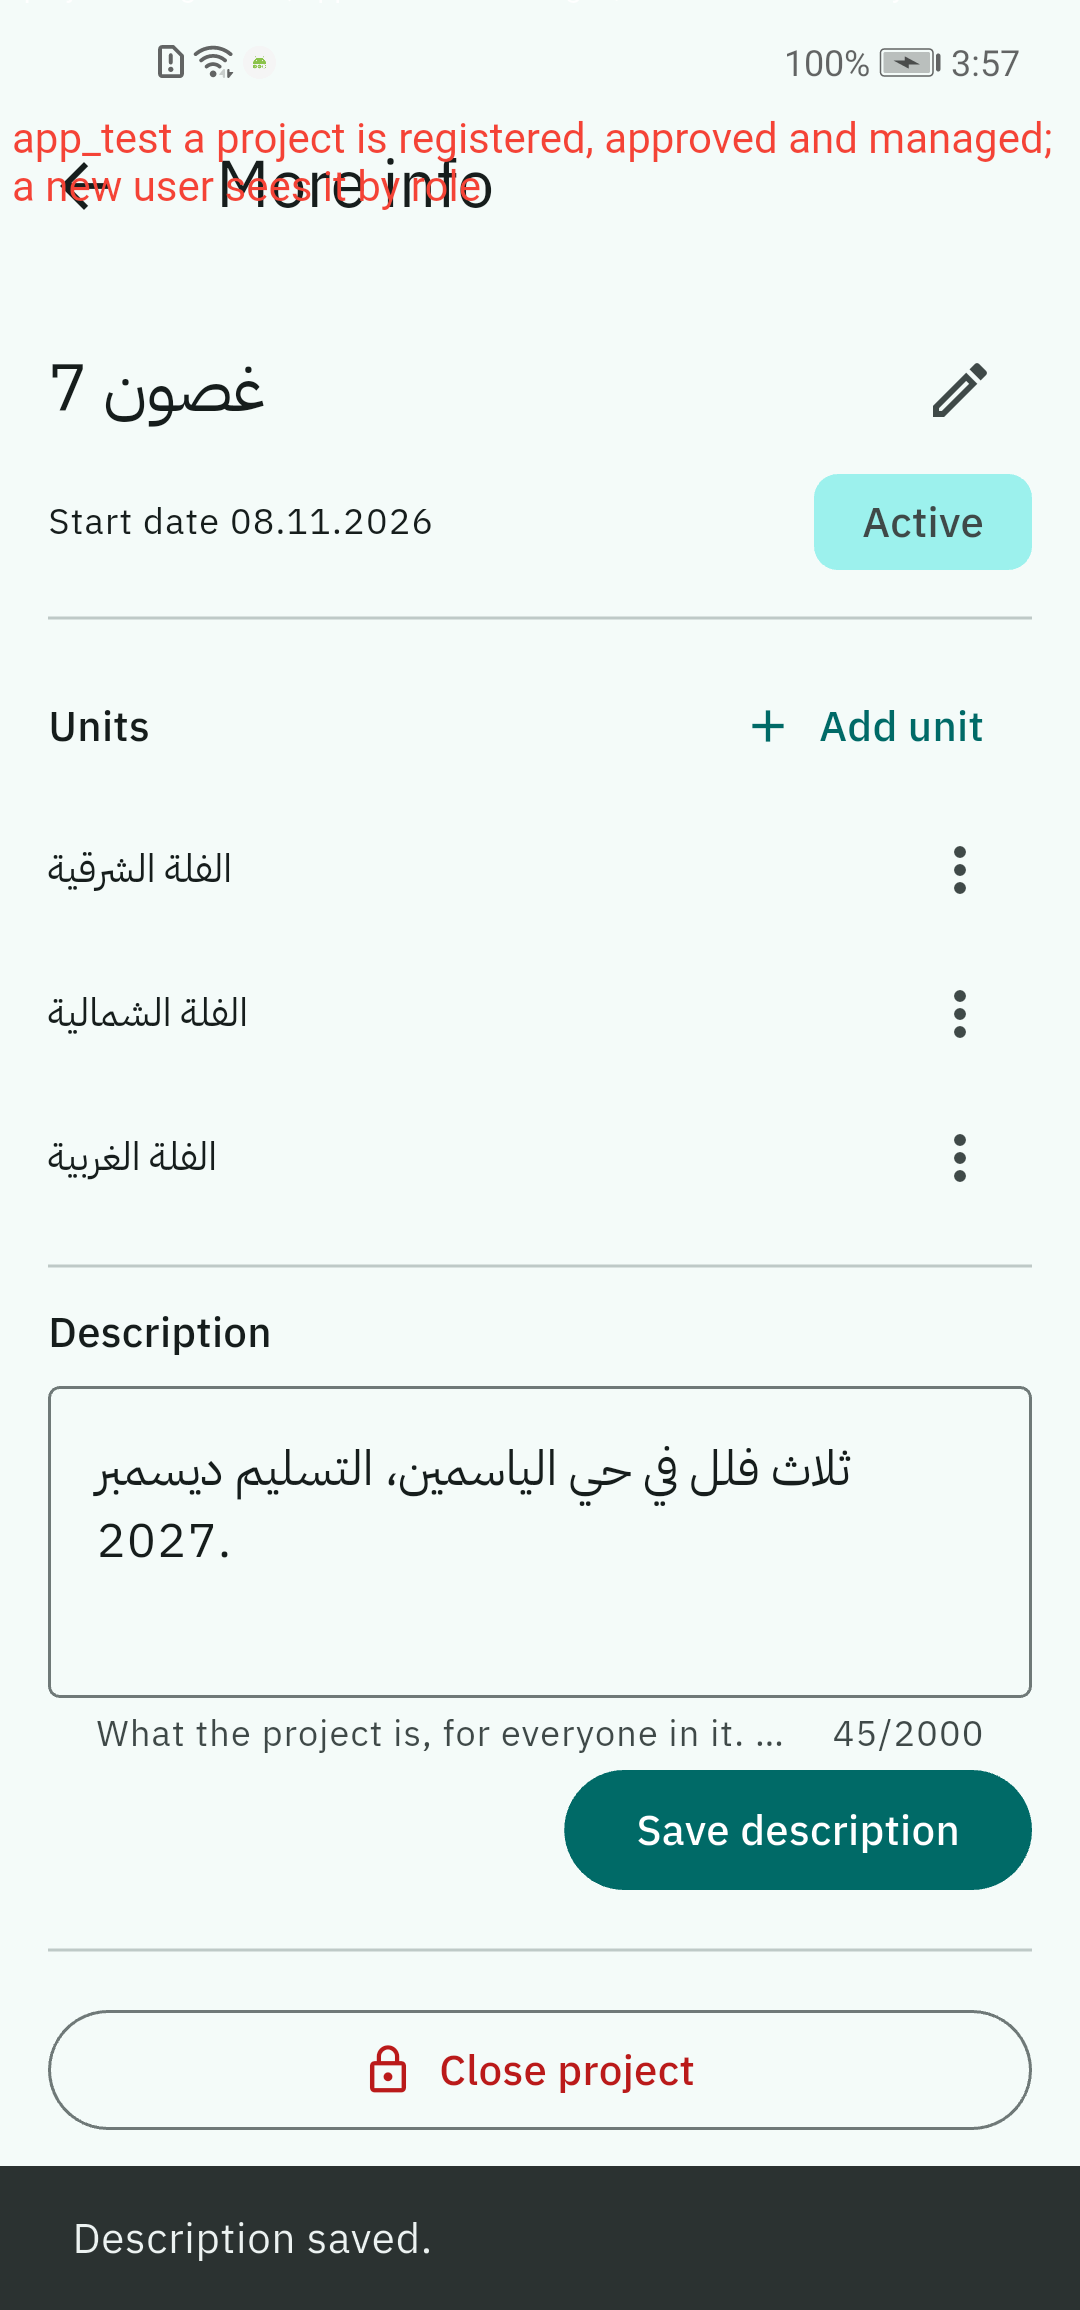 100% 3:57
app_test a project is registered, approved and managed;
a new user sees it by role
More info
غصون 7
Start date 08.11.2026
Active
Units
+ Add unit
الفلة الشرقية
الفلة الشمالية
الفلة الغربية
Description
ثلاث فلل في حي الياسمين، التسليم ديسمبر
2027.
What the project is, for everyone in it. ...
45/2000
Save description
Close project
Description saved.